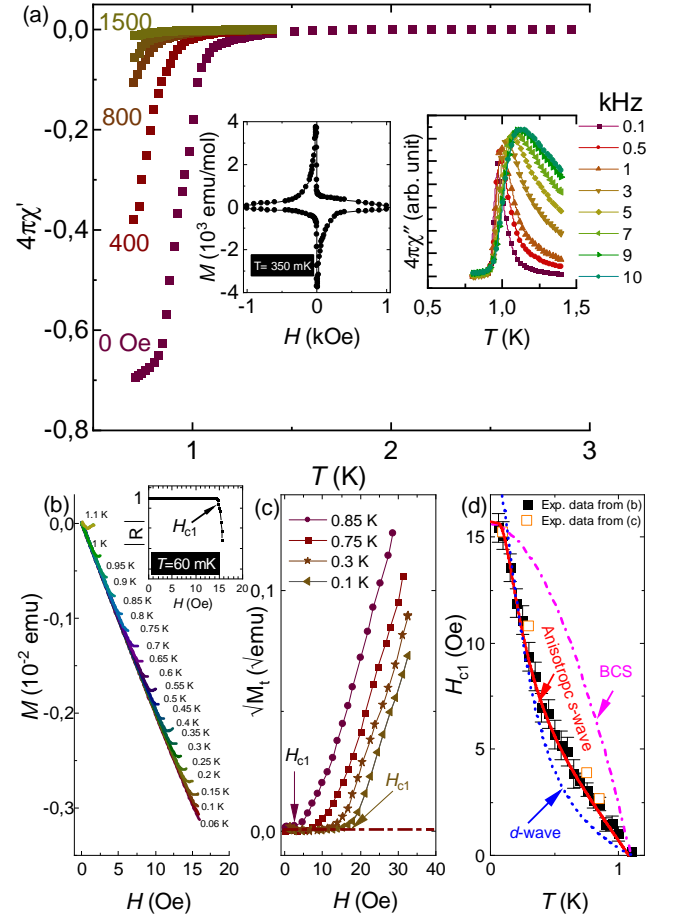 (a)
0,0
-0,2
-0,4
-0,6
-0,8
4πχ'
1500
800
400
0 Oe
1
2
3
T (K)
4
2
0
-2
-4
M (10³ emu/mol)
T= 350 mK
-1
0
1
H (kOe)
4πχ″ (arb. unit)
0,5
1,0
1,5
T (K)
kHz
0.1
0.5
1
3
5
7
9
10
(b)
0,0
-0,1
-0,2
-0,3
M (10⁻² emu)
1.1 K
1 K
0.95 K
0.9 K
0.85 K
0.8 K
0.75 K
0.7 K
0.65 K
0.6 K
0.55 K
0.5 K
0.45 K
0.4 K
0.35 K
0.3 K
0.25 K
0.2 K
0.15 K
0.1 K
0.06 K
0
5
10
15
20
H (Oe)
1
|R|
Hc1
T=60 mK
0
5
10
15
20
H (Oe)
(c)
0,1
0,0
√Mt (√emu)
0.85 K
0.75 K
0.3 K
0.1 K
Hc1
Hc1
0
10
20
30
40
H (Oe)
(d)
15
10
5
0
Hc1 (Oe)
Exp. data from (b)
Exp. data from (c)
Anisotropc s-wave
BCS
d-wave
0
1
T (K)